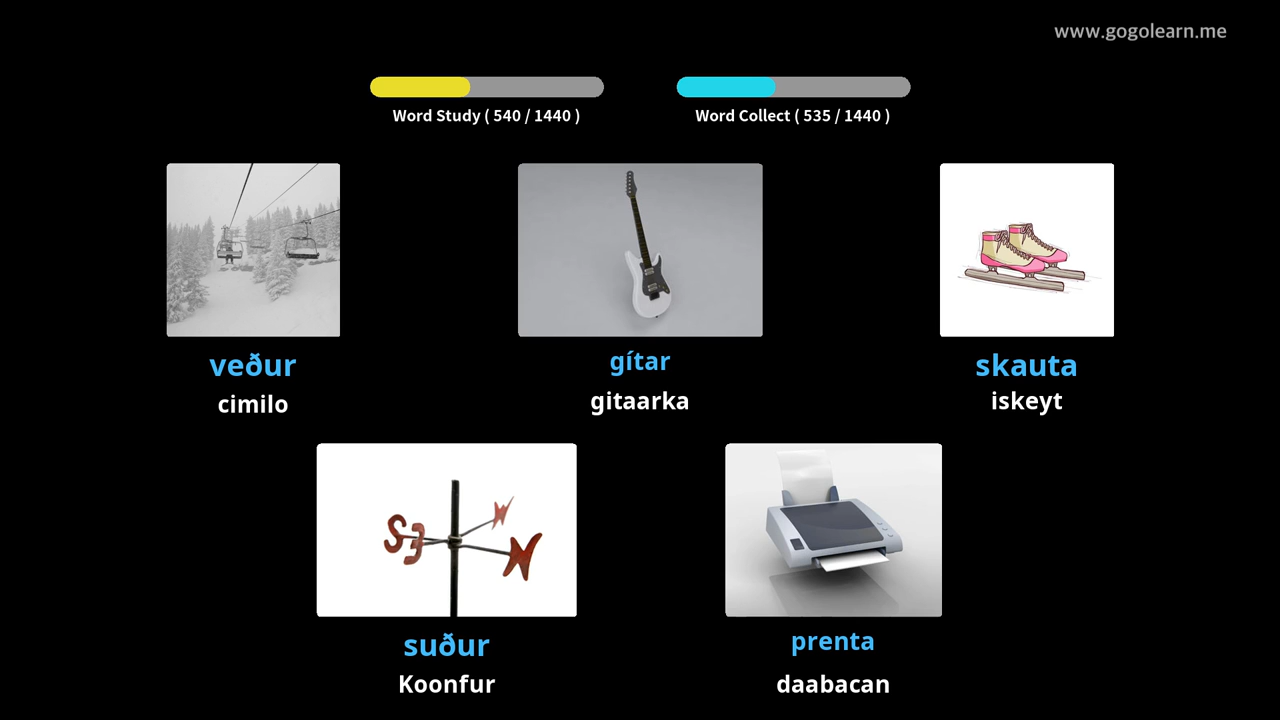 www.gogolearn.me
Word Study ( 540 / 1440 )
Word Collect ( 535 / 1440 )
veður
cimilo
gítar
gitaarka
skauta
iskeyt
S E N
suður
Koonfur
prenta
daabacan